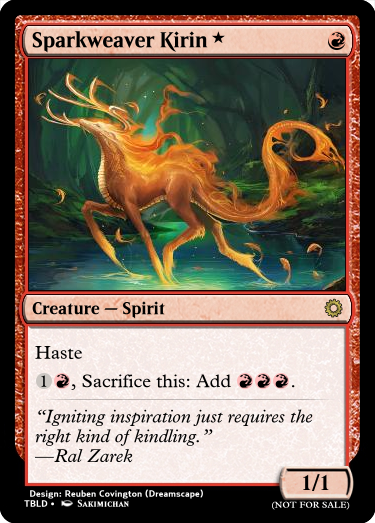 Sparkweaver Kirin ★
Creature — Spirit
Haste
1, Sacrifice this: Add .
“Igniting inspiration just requires the
right kind of kindling.”
—Ral Zarek
1/1
Design: Reuben Covington (Dreamscape)
TBLD • Sakimichan
(NOT FOR SALE)